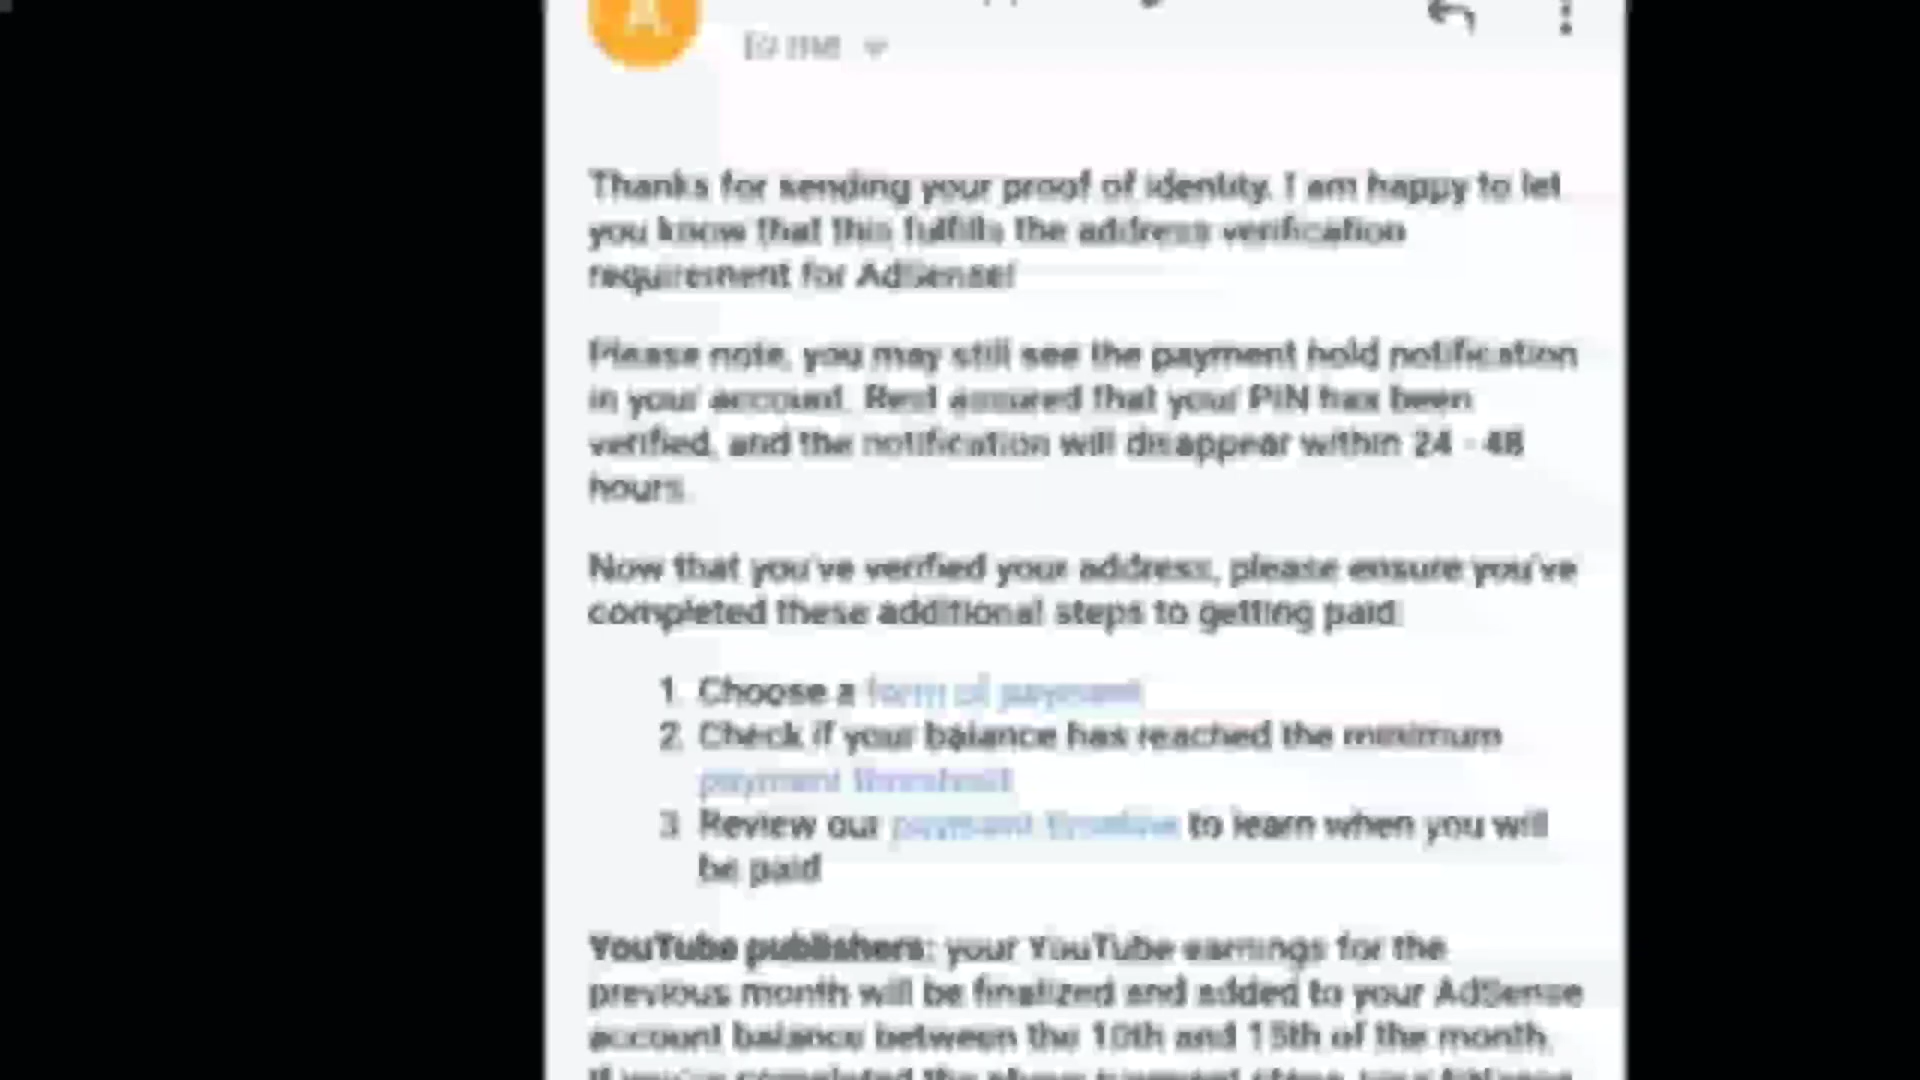 A
to me
Thanks for sending your proof of identity. I am happy to let
you know that this fulfills the address verification
requirement for AdSense!
Please note, you may still see the payment hold notification
in your account. Rest assured that your PIN has been
verified, and the notification will disappear within 24 - 48
hours.
Now that you've verified your address, please ensure you've
completed these additional steps to getting paid:
1. Choose a form of payment
2. Check if your balance has reached the minimum
payment threshold
3. Review our payment timeline to learn when you will
be paid
YouTube publishers: your YouTube earnings for the
previous month will be finalized and added to your AdSense
account balance between the 10th and 15th of the month.